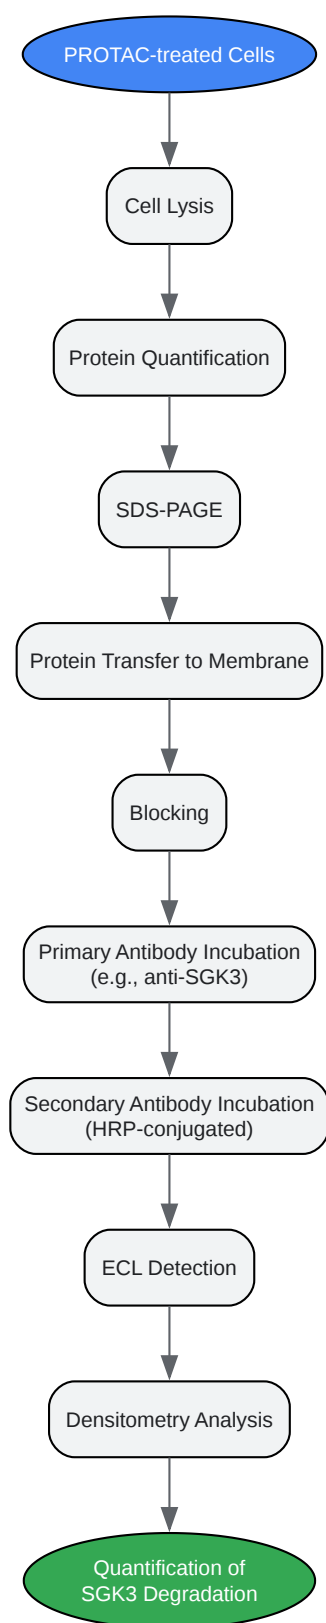 PROTAC-treated Cells
Cell Lysis
Protein Quantification
SDS-PAGE
Protein Transfer to Membrane
Blocking
Primary Antibody Incubation
(e.g., anti-SGK3)
Secondary Antibody Incubation
(HRP-conjugated)
ECL Detection
Densitometry Analysis
Quantification of
SGK3 Degradation